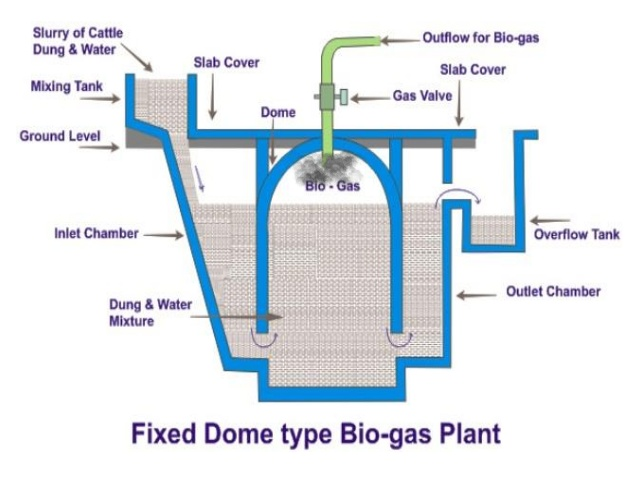 Slurry of Cattle
Dung & Water
Outflow for Bio-gas
Slab Cover
Slab Cover
Mixing Tank
Gas Valve
Dome
Ground Level
Bio - Gas
Inlet Chamber
Overflow Tank
Outlet Chamber
Dung & Water
Mixture
Fixed Dome type Bio-gas Plant